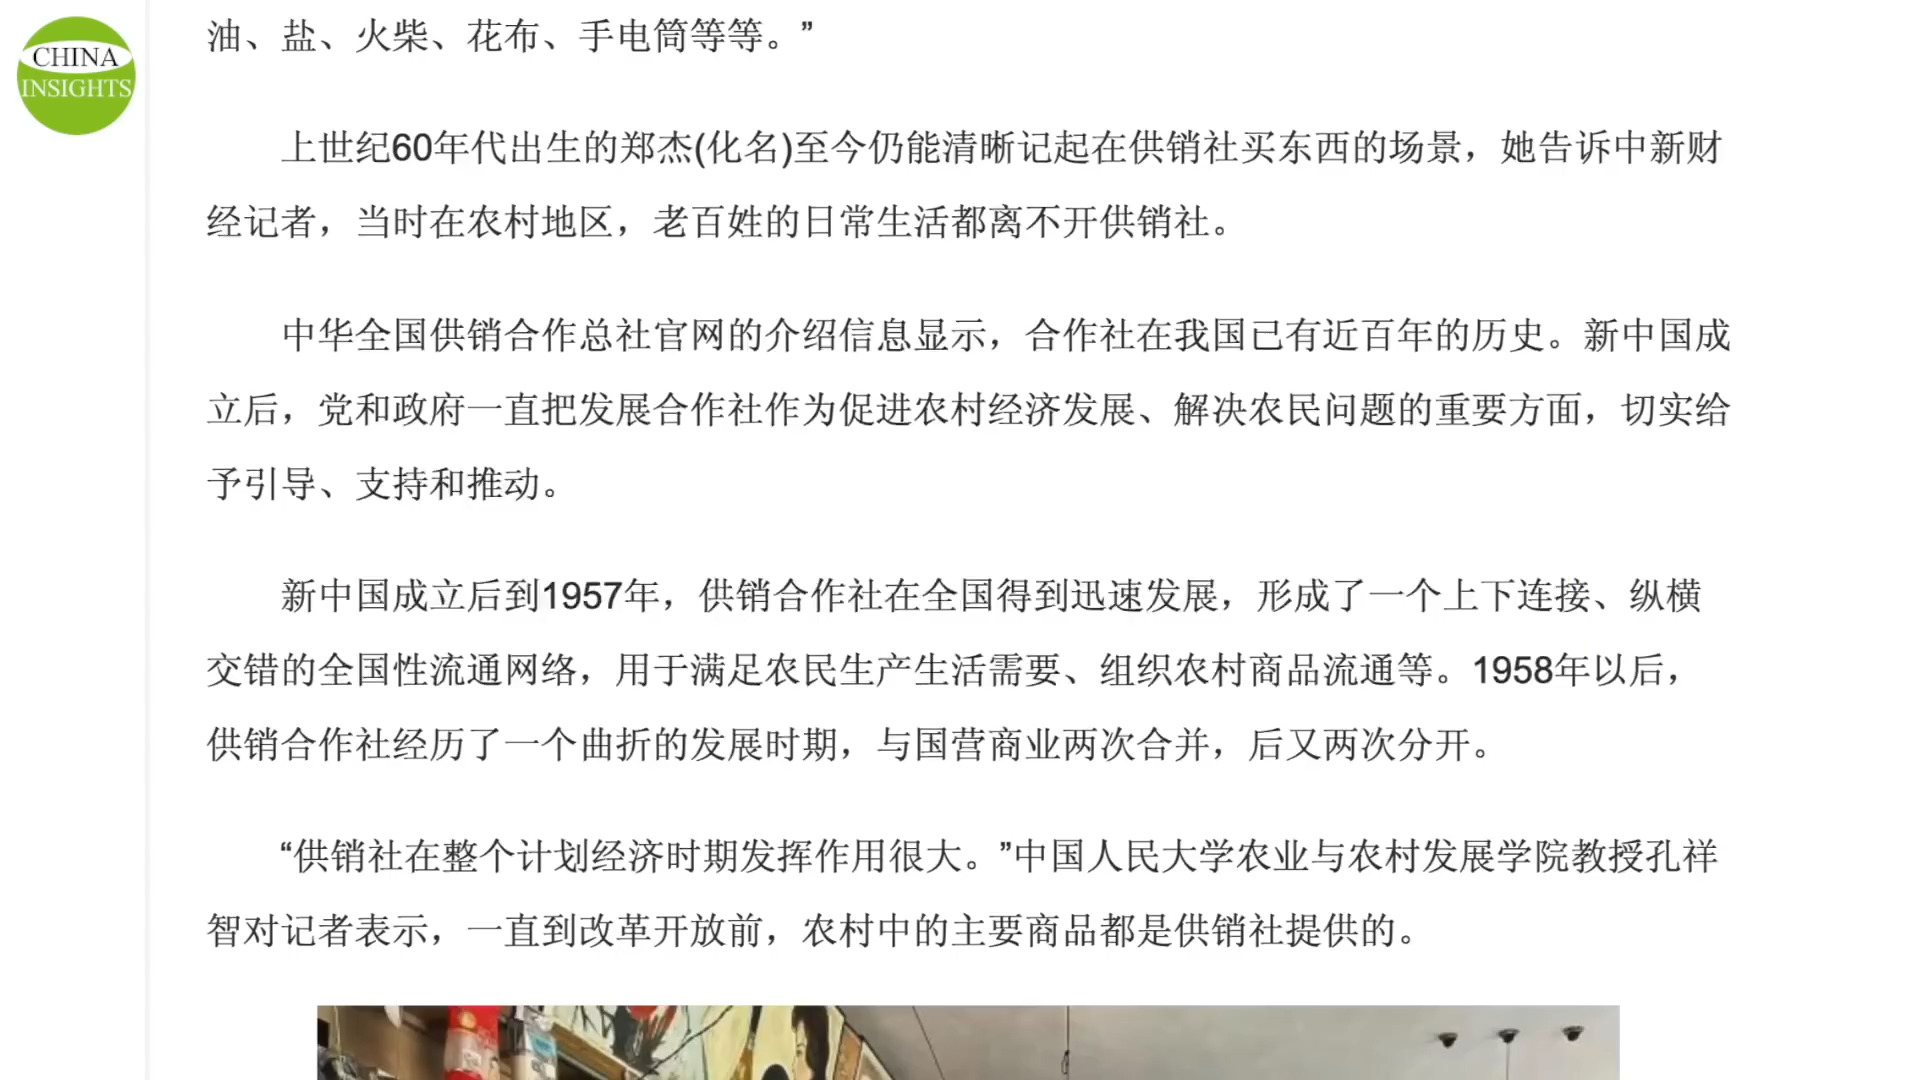 CHINA
INSIGHTS
油、盐、火柴、花布、手电筒等等。”
上世纪60年代出生的郑杰(化名)至今仍能清晰记起在供销社买东西的场景，她告诉中新财
经记者，当时在农村地区，老百姓的日常生活都离不开供销社。
中华全国供销合作总社官网的介绍信息显示，合作社在我国已有近百年的历史。新中国成
立后，党和政府一直把发展合作社作为促进农村经济发展、解决农民问题的重要方面，切实给
予引导、支持和推动。
新中国成立后到1957年，供销合作社在全国得到迅速发展，形成了一个上下连接、纵横
交错的全国性流通网络，用于满足农民生产生活需要、组织农村商品流通等。1958年以后，
供销合作社经历了一个曲折的发展时期，与国营商业两次合并，后又两次分开。
“供销社在整个计划经济时期发挥作用很大。”中国人民大学农业与农村发展学院教授孔祥
智对记者表示，一直到改革开放前，农村中的主要商品都是供销社提供的。